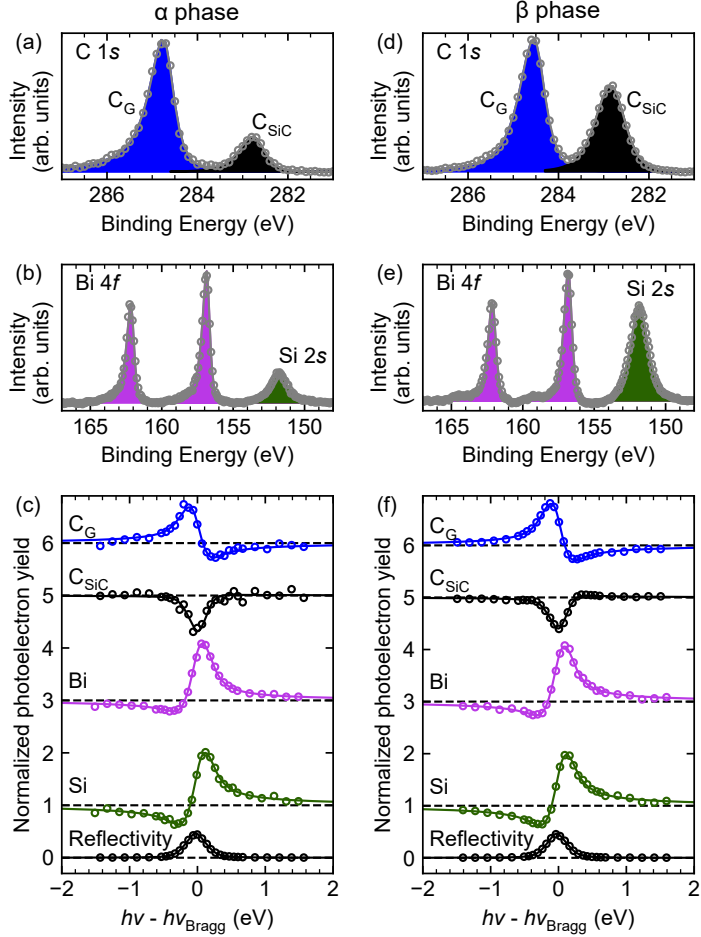 α phase
β phase
(a)
C 1s
C_G
C_SiC
Intensity
(arb. units)
286 284 282
Binding Energy (eV)
(d)
C 1s
C_G
C_SiC
Intensity
(arb. units)
286 284 282
Binding Energy (eV)
(b)
Bi 4f
Si 2s
Intensity
(arb. units)
165 160 155 150
Binding Energy (eV)
(e)
Bi 4f
Si 2s
Intensity
(arb. units)
165 160 155 150
Binding Energy (eV)
(c)
Normalized photoelectron yield
C_G
C_SiC
Bi
Si
Reflectivity
6
5
4
3
2
1
0
−2 −1 0 1 2
hν - hν_Bragg (eV)
(f)
Normalized photoelectron yield
C_G
C_SiC
Bi
Si
Reflectivity
6
5
4
3
2
1
0
−2 −1 0 1 2
hν - hν_Bragg (eV)